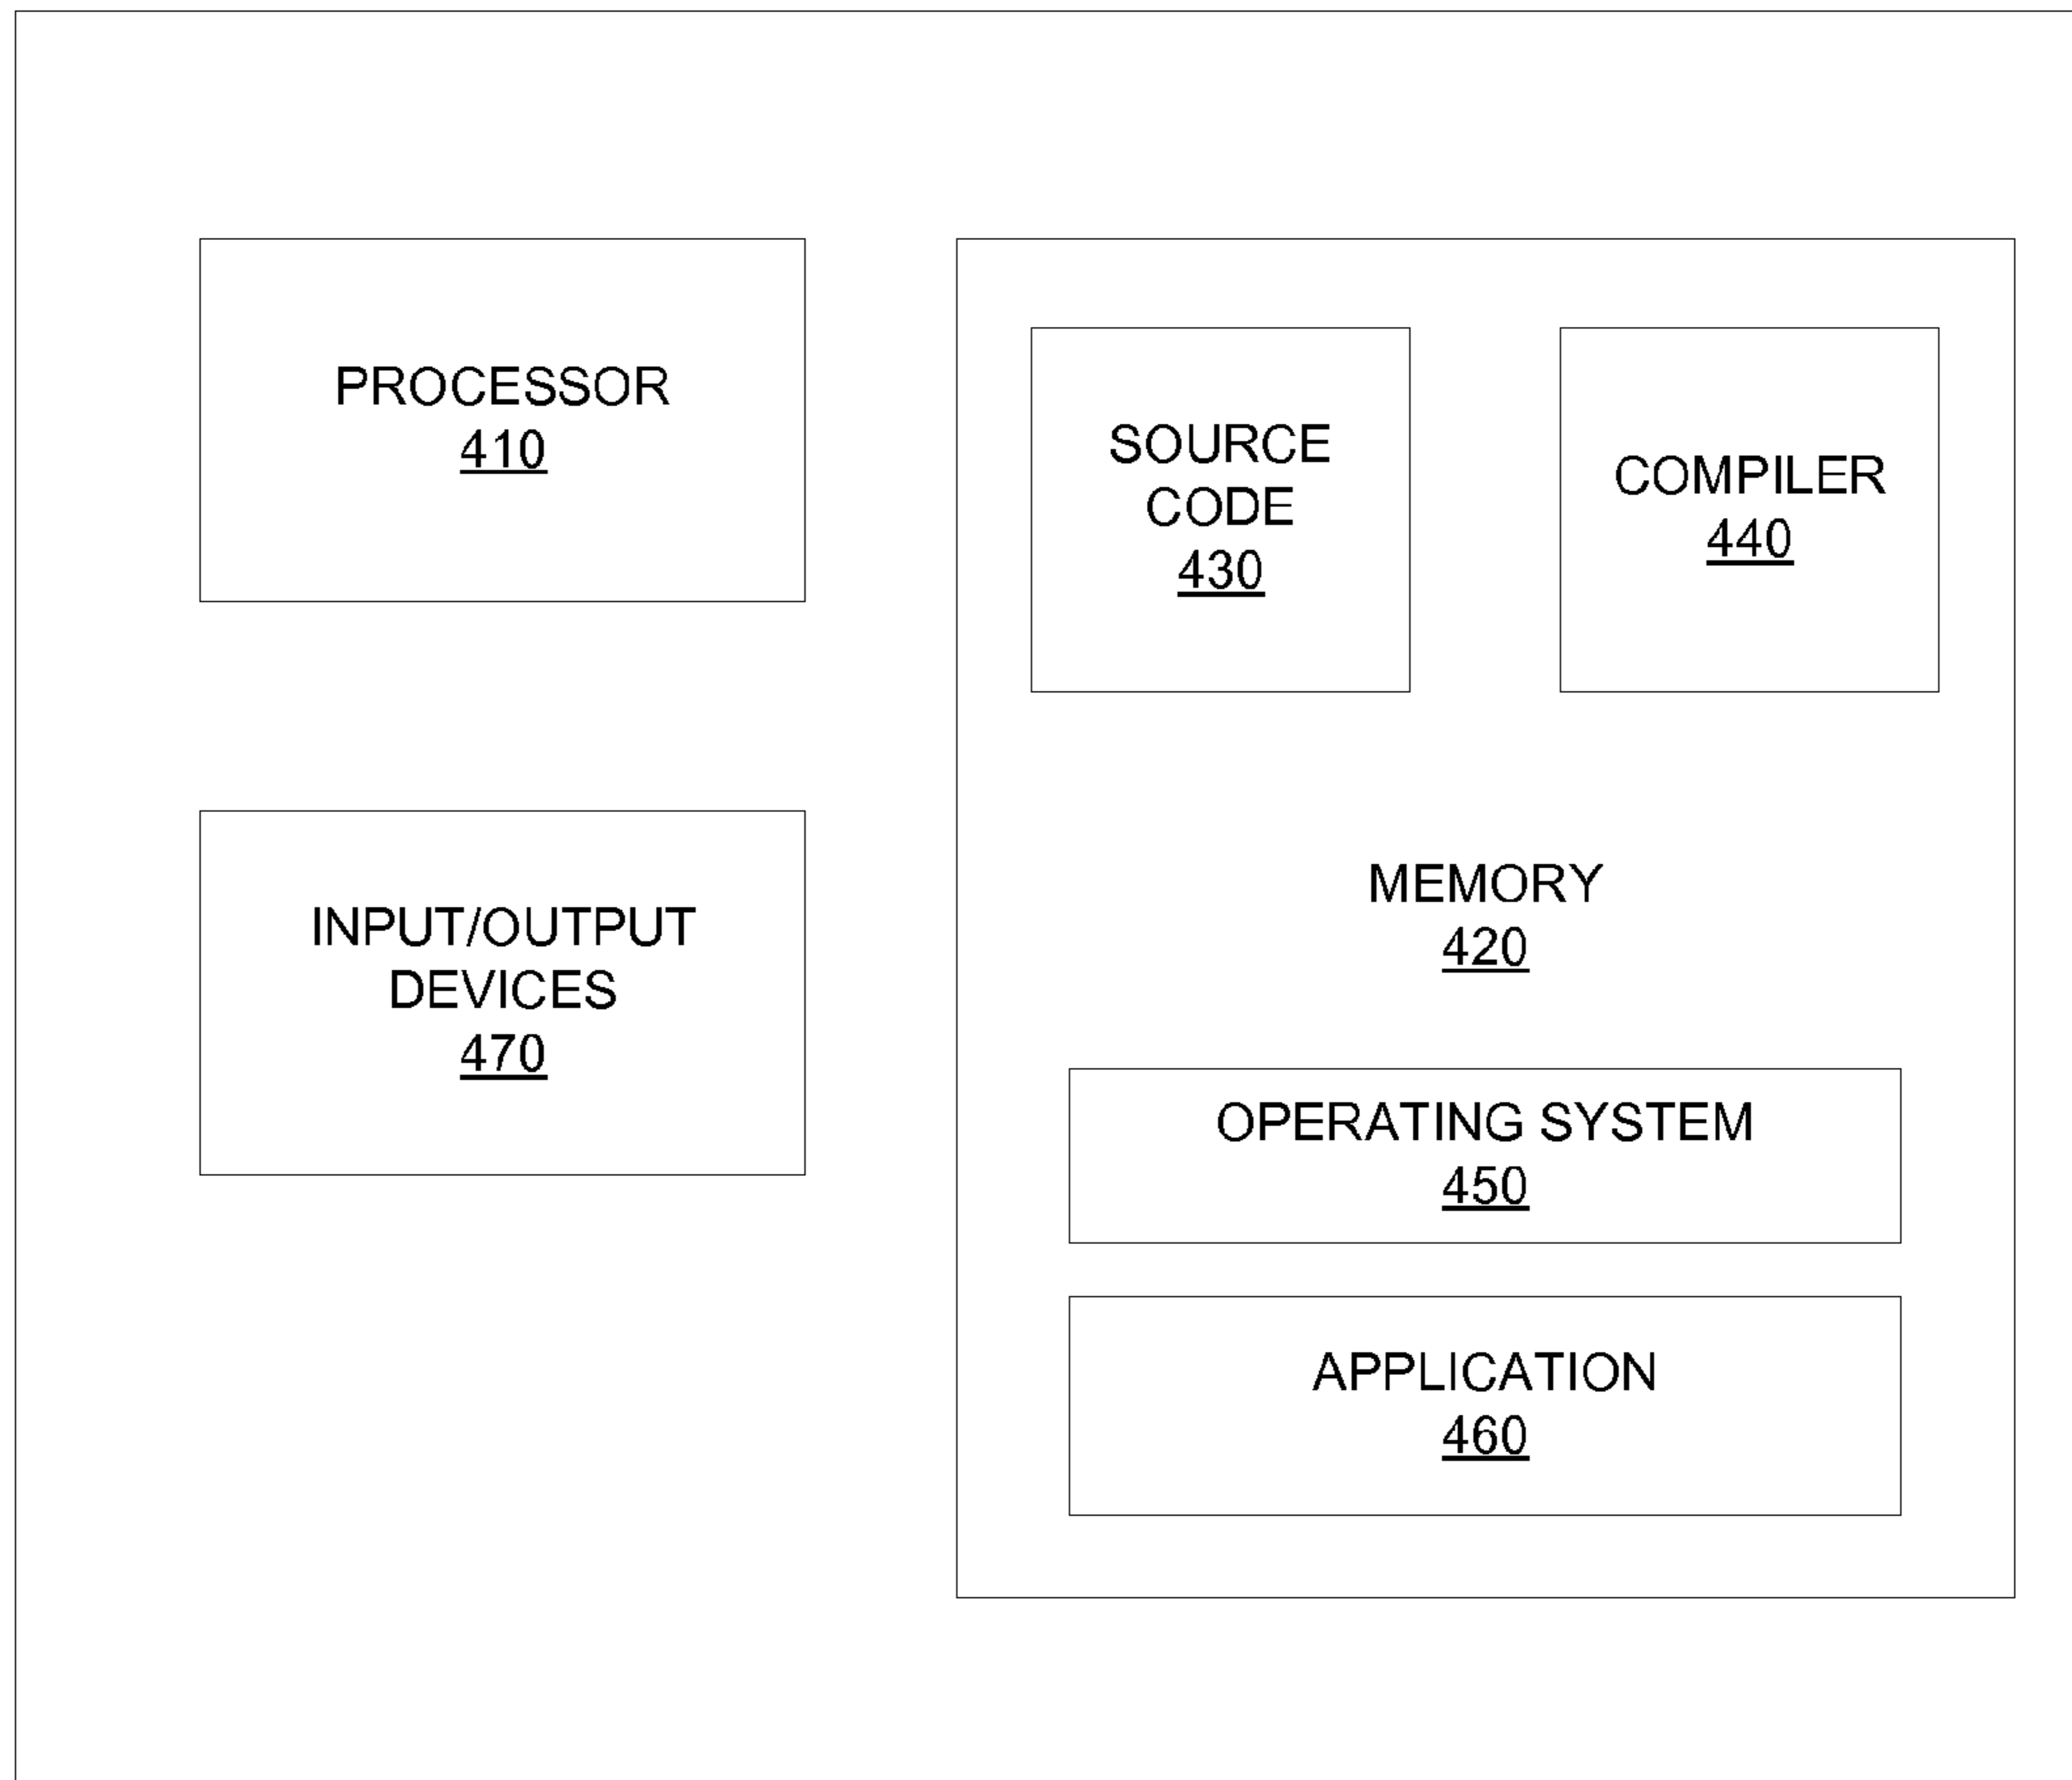 PROCESSOR
410
INPUT/OUTPUT
DEVICES
470
SOURCE
CODE
430
COMPILER
440
MEMORY
420
OPERATING SYSTEM
450
APPLICATION
460